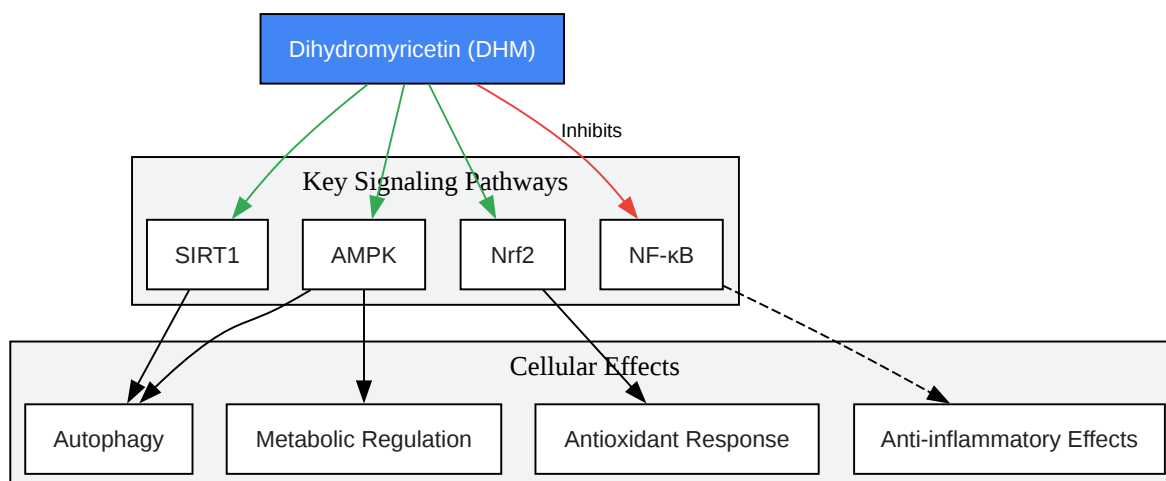 Dihydromyricetin (DHM)
Inhibits
Key Signaling Pathways
SIRT1
AMPK
Nrf2
NF-κB
Cellular Effects
Autophagy
Metabolic Regulation
Antioxidant Response
Anti-inflammatory Effects